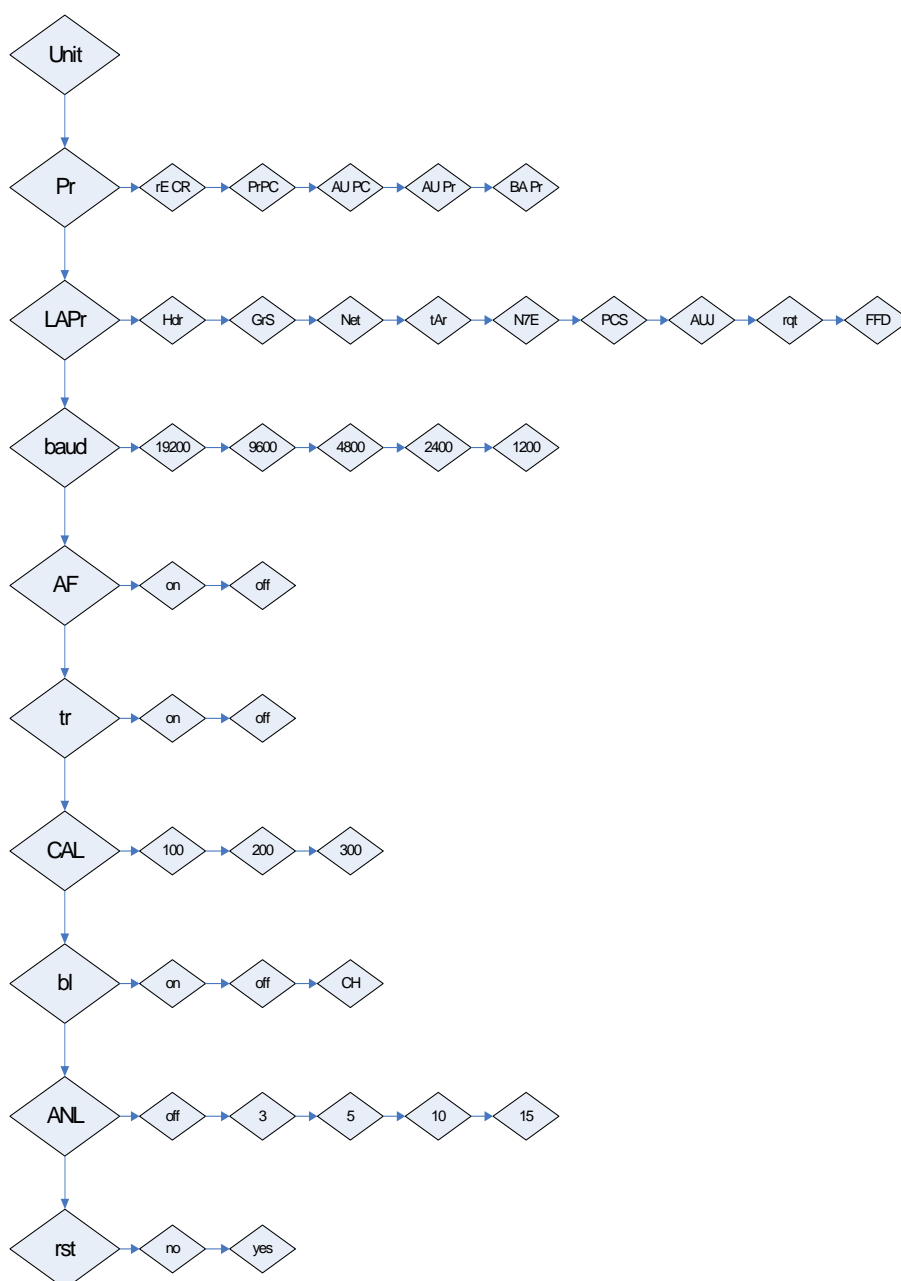 Unit
Pr rE CR PrPC AU PC AU Pr BA Pr
LAPr Hdr GrS Net tAr N7E PCS AUJ rqt FFD
baud 19200 9600 4800 2400 1200
AF on off
tr on off
CAL 100 200 300
bl on off CH
ANL off 3 5 10 15
rst no yes